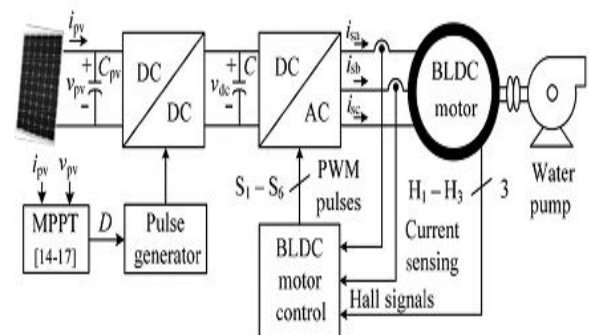 i_pv
+
v_pv
-
C_pv
DC
DC
+
v_dc
-
C
DC
AC
i_sa
i_sb
i_sc
BLDC
motor
Water
pump
i_pv v_pv
MPPT
[14-17]
D
Pulse
generator
S₁ – S₆
PWM
pulses
H₁ – H₃
3
Current
sensing
BLDC
motor
control
Hall signals